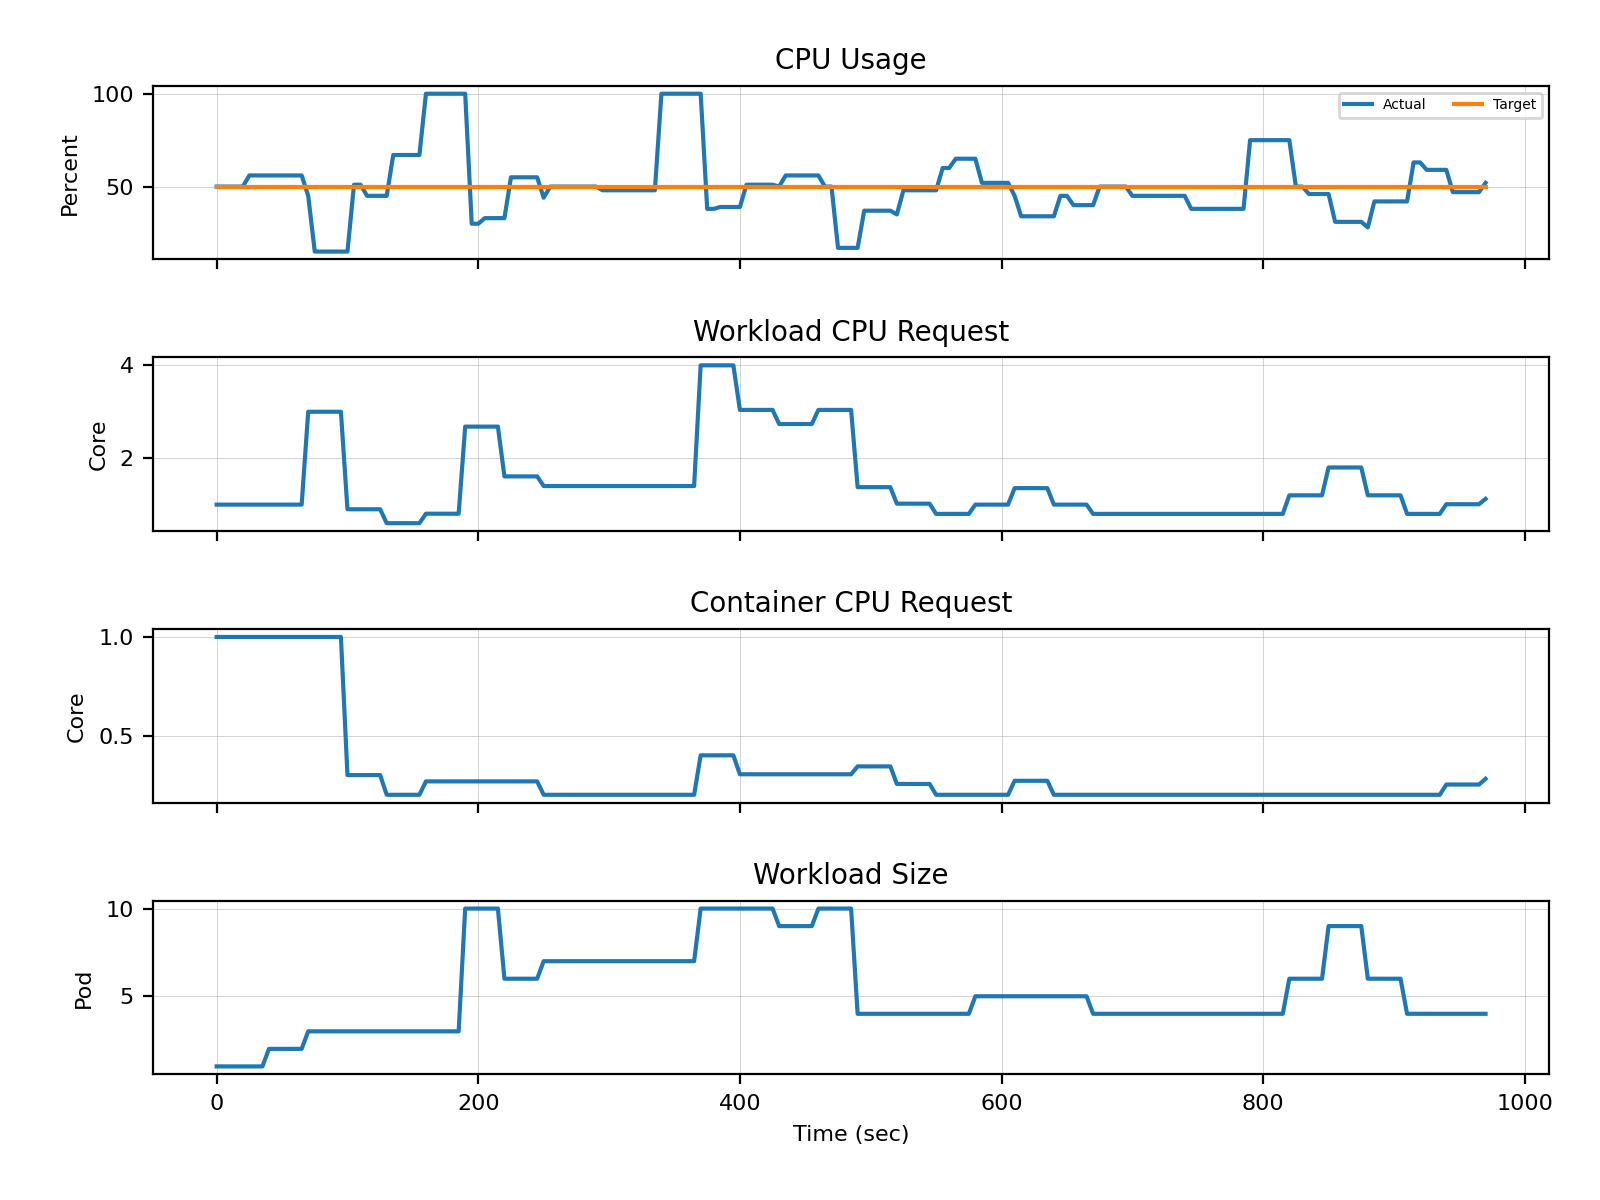 CPU Usage
100
50
Percent
Actual
Target
Workload CPU Request
4
2
Core
Container CPU Request
1.0
0.5
Core
Workload Size
10
5
Pod
0 200 400 600 800 1000
Time (sec)